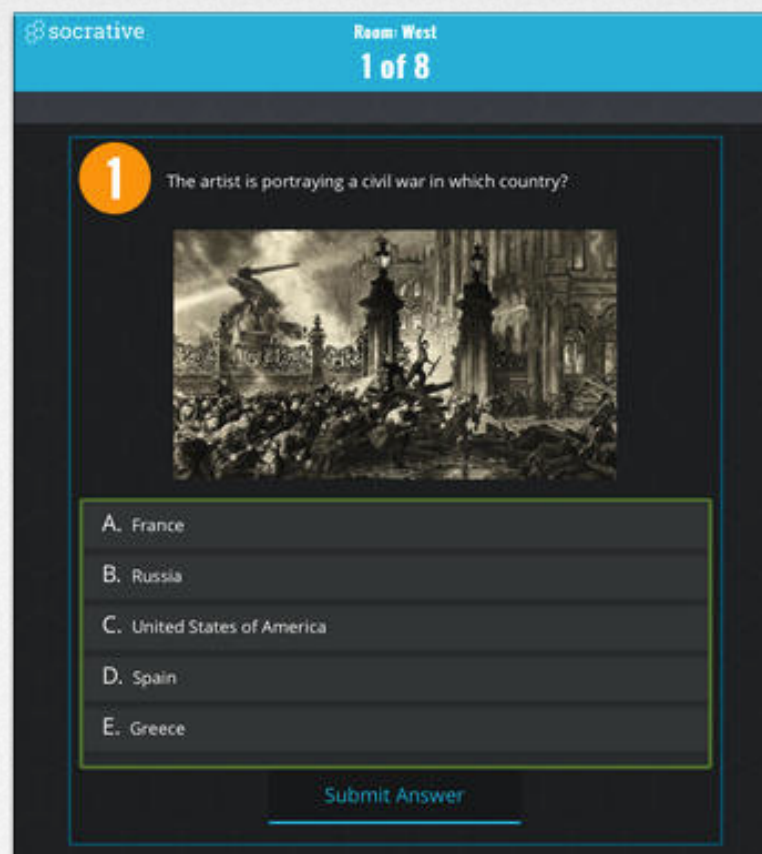 socrative
Room: West
1 of 8
1
The artist is portraying a civil war in which country?
A. France
B. Russia
C. United States of America
D. Spain
E. Greece
Submit Answer